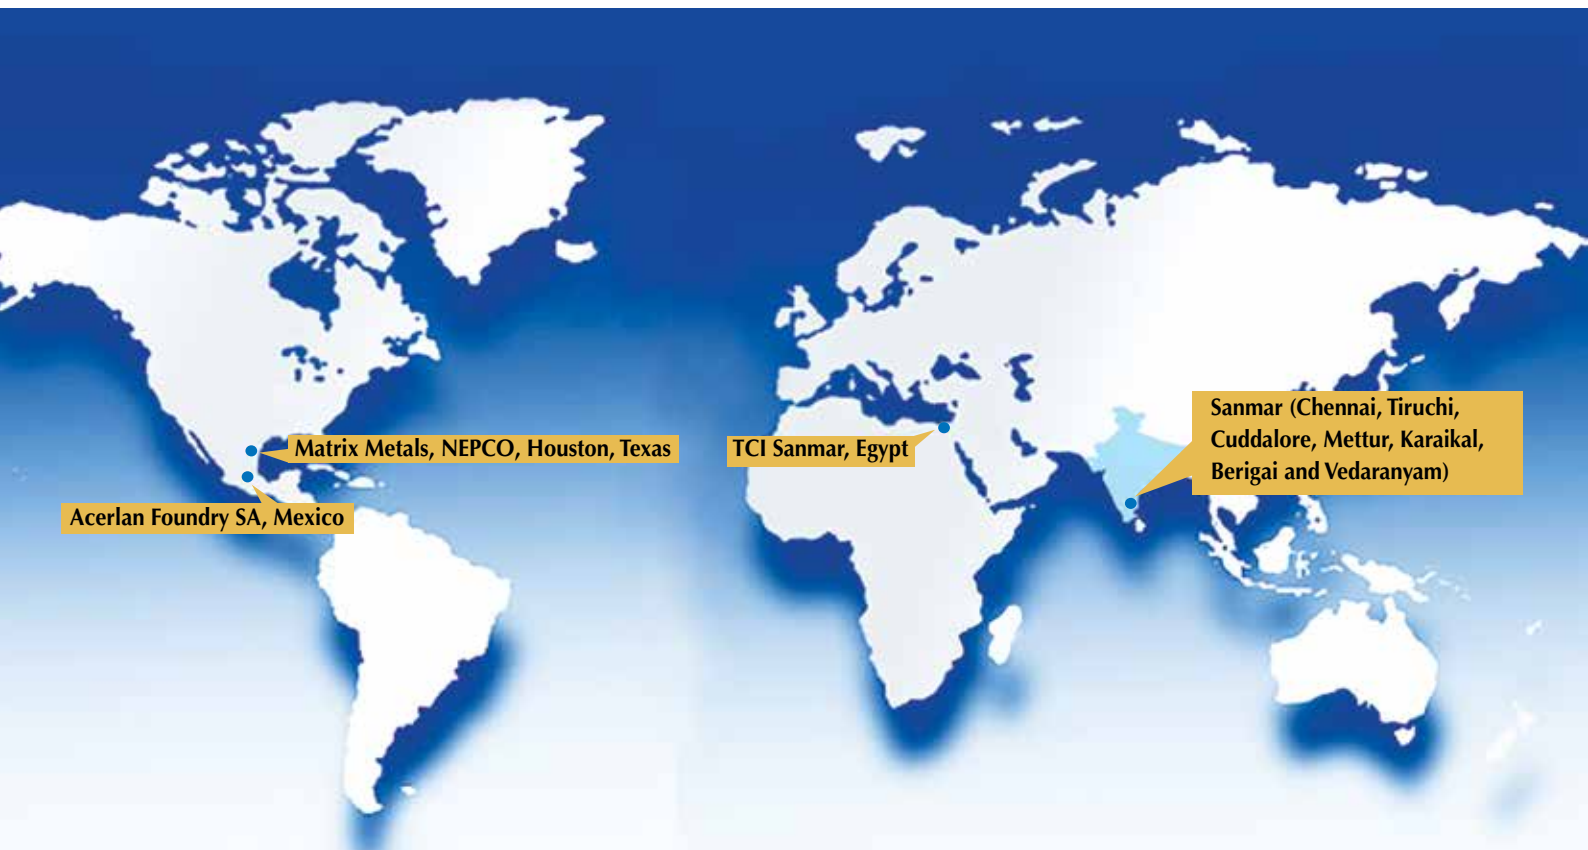 Sanmar (Chennai, Tiruchi,
Cuddalore, Mettur, Karaikal,
Berigai and Vedaranyam)
Matrix Metals, NEPCO, Houston, Texas
TCI Sanmar, Egypt
Acerlan Foundry SA, Mexico